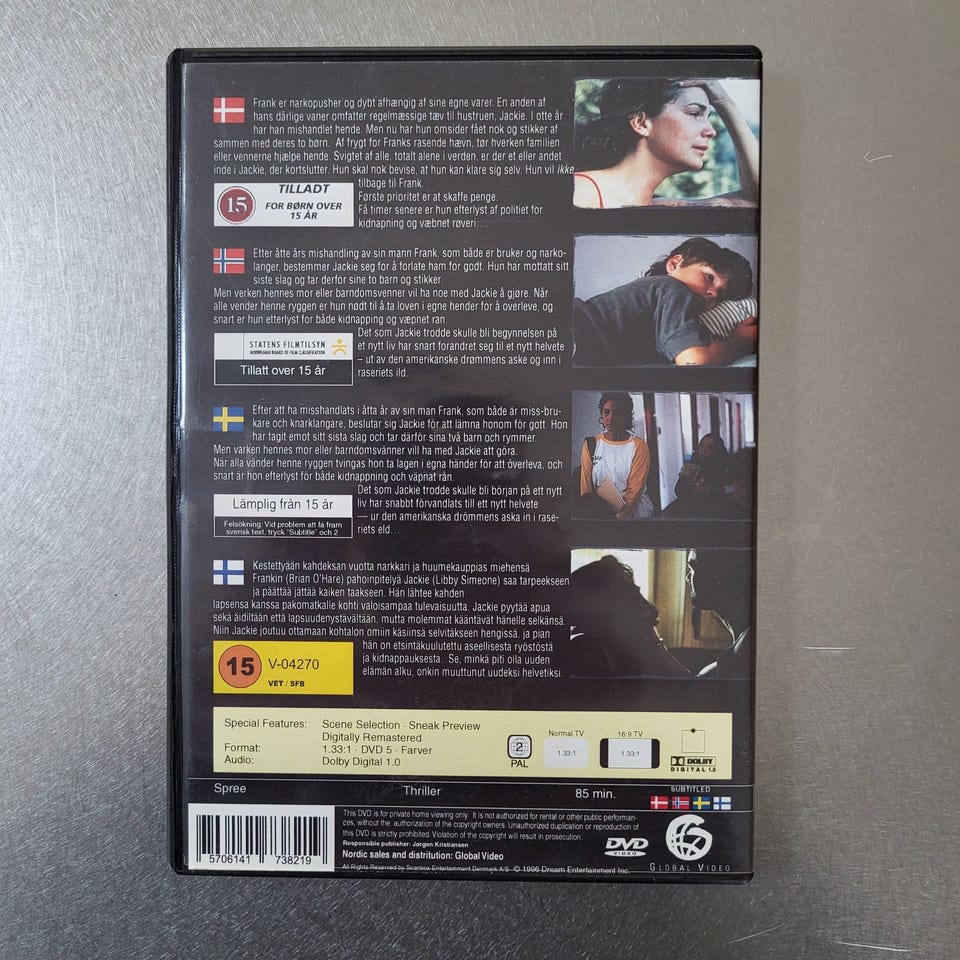 Frank er narkopusher og dybt afhængig af sine egne varer. En anden af
hans dårlige vaner omfatter regelmæssige tæv til hustruen, Jackie. I otte år
har han mishandlet hende. Men nu har hun omsider fået nok og stikker af
sammen med deres to børn. Af frygt for Franks rasende hævn, tør hverken familien
eller vennerne hjælpe hende. Svigtet af alle, totalt alene i verden, er der et eller andet
inde i Jackie, der kortslutter. Hun skal nok bevise, at hun kan klare sig selv. Hun vil ikke
tilbage til Frank.
Første prioritet er at skaffe penge.
Få timer senere er hun efterlyst af politiet for
kidnapning og væbnet røveri...
15
TILLADT
FOR BØRN OVER
15 ÅR
Etter åtte års mishandling av sin mann Frank, som både er bruker og narko-
langer, bestemmer Jackie seg for å forlate ham for godt. Hun har mottatt sitt
siste slag og tar derfor sine to barn og stikker.
Men verken hennes mor eller barndomsvenner vil ha noe med Jackie å gjøre. Når
alle vender henne ryggen er hun nødt til å.ta loven i egne hender for å overleve, og
snart er hun etterlyst for både kidnapping og væpnet ran.
Det som Jackie trodde skulle bli begynnelsen på
et nytt liv har snart forandret seg til et nytt helvete
– ut av den amerikanske drømmens aske og inn i
raseriets ild.
STATENS FILMTILSYN
NORWEGIAN BOARD OF FILM CLASSIFICATION
Tillatt over 15 år
Efter att ha misshandlats i åtta år av sin man Frank, som både är miss-bru-
kare och knarklangare, beslutar sig Jackie för att lämna honom för gott. Hon
har tagit emot sitt sista slag och tar därför sina två barn och rymmer.
Men varken hennes mor eller barndomsvänner vill ha med Jackie att göra.
När alla vänder henne ryggen tvingas hon ta lagen i egna händer för att överleva, och
snart är hon efterlyst för både kidnappning och väpnat rån.
Det som Jackie trodde skulle bli början på ett nytt
liv har snabbt förvandlats till ett nytt helvete
— ur den amerikanska drömmens aska in i rase-
riets eld...
Lämplig från 15 år
Felsökning: Vid problem att få fram
svensk text, tryck "Subtitle" och 2
Kestettyään kahdeksan vuotta narkkari ja huumekauppias miehensä
Frankin (Brian O'Hare) pahoinpitelyä Jackie (Libby Simeone) saa tarpeekseen
ja päättää jättää kaiken taakseen. Hän lähtee kahden
lapsensa kanssa pakomatkalle kohti valoisampaa tulevaisuutta. Jackie pyytää apua
sekä äidiltään että lapsuudenystävältään, mutta molemmat kääntävät hänelle selkänsä.
Niin Jackie joutuu ottamaan kohtalon omiin käsiinsä selvitäkseen hengissä, ja pian
hän on etsintäkuulutettu aseellisesta ryöstöstä
ja kidnappauksesta. Se, minkä piti olla uuden
elämän alku, onkin muuttunut uudeksi helvetiksi.
15
V-04270
VET / SFB
Special Features: Scene Selection · Sneak Preview
Digitally Remastered
Format: 1.33:1 · DVD 5 · Farver
Audio: Dolby Digital 1.0
2
PAL
Normal TV
1.33:1
16:9 TV
1.33:1
DOLBY
DIGITAL 1.0
Spree Thriller 85 min.
SUBTITLED
5706141 738219
This DVD is for private home viewing only. It is not authorized for rental or other public performan-
ces, without the authorization of the copyright owners. Unauthorized duplication or reproduction of
this DVD is strictly prohibited. Violation of the copyright will result in prosecution.
Responsible publisher: Jørgen Kristiansen
Nordic sales and distritution: Global Video
All Rights Reserved by Scanbox Entertainment Denmark A/S · © 1996 Dream Entertainment Inc.
DVD
VIDEO
GLOBAL VIDEO